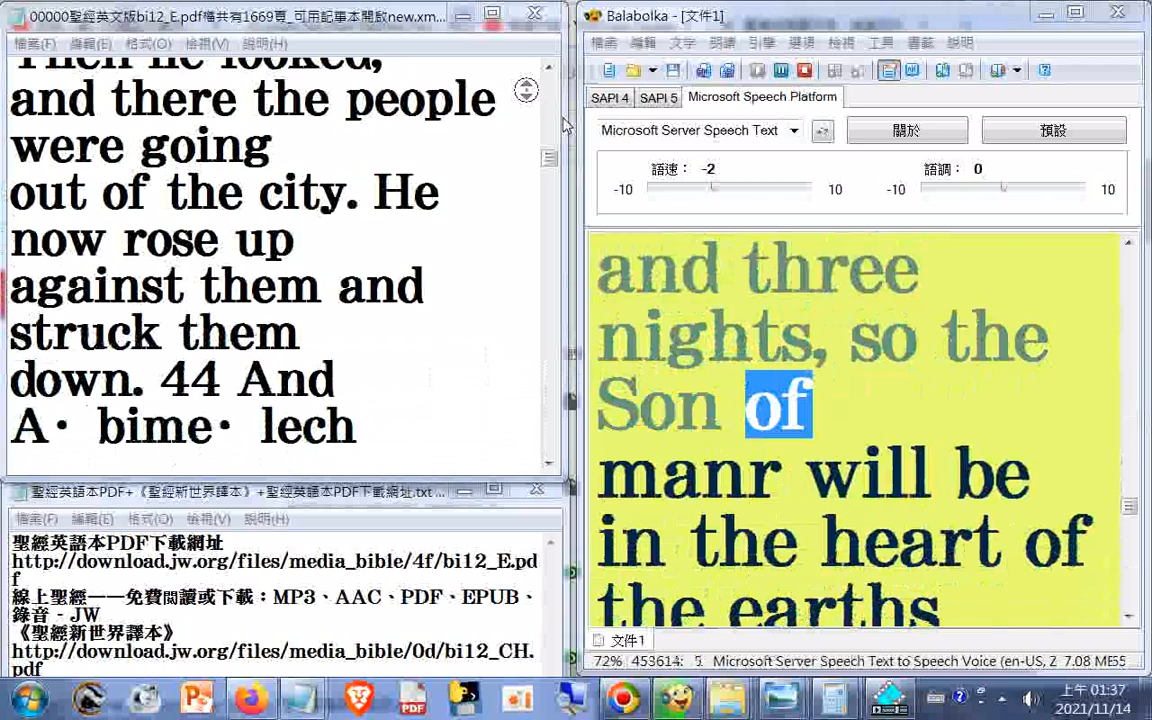 00000聖經英文版bi12_E.pdf檔共有1669頁_可用記事本開啟new.xm...
檔案(F) 編輯(E) 格式(O) 檢視(V) 說明(H)
Then he looked,
and there the people
were going
out of the city. He
now rose up
against them and
struck them
down. 44 And
A· bime· lech
聖經英語本PDF+《聖經新世界譯本》+聖經英語本PDF下載網址.txt ...
檔案(F) 編輯(E) 格式(O) 檢視(V) 說明(H)
聖經英語本PDF下載網址
http://download.jw.org/files/media_bible/4f/bi12_E.pd
f
線上聖經——免費閱讀或下載：MP3、AAC、PDF、EPUB、
錄音 - JW
《聖經新世界譯本》
http://download.jw.org/files/media_bible/0d/bi12_CH.
pdf
Balabolka - [文件1]
檔案 編輯 文字 朗讀 引擎 選項 檢視 工具 書籤 說明
SAPI 4 SAPI 5 Microsoft Speech Platform
Microsoft Server Speech Text 關於 預設
語速： -2 語調： 0
-10 10 -10 10
and three
nights, so the
Son of
manr will be
in the heart of
the earths
文件1
72% 453614: 5 Microsoft Server Speech Text to Speech Voice (en-US, Z 7.08 ME55
上午 01:37
2021/11/14